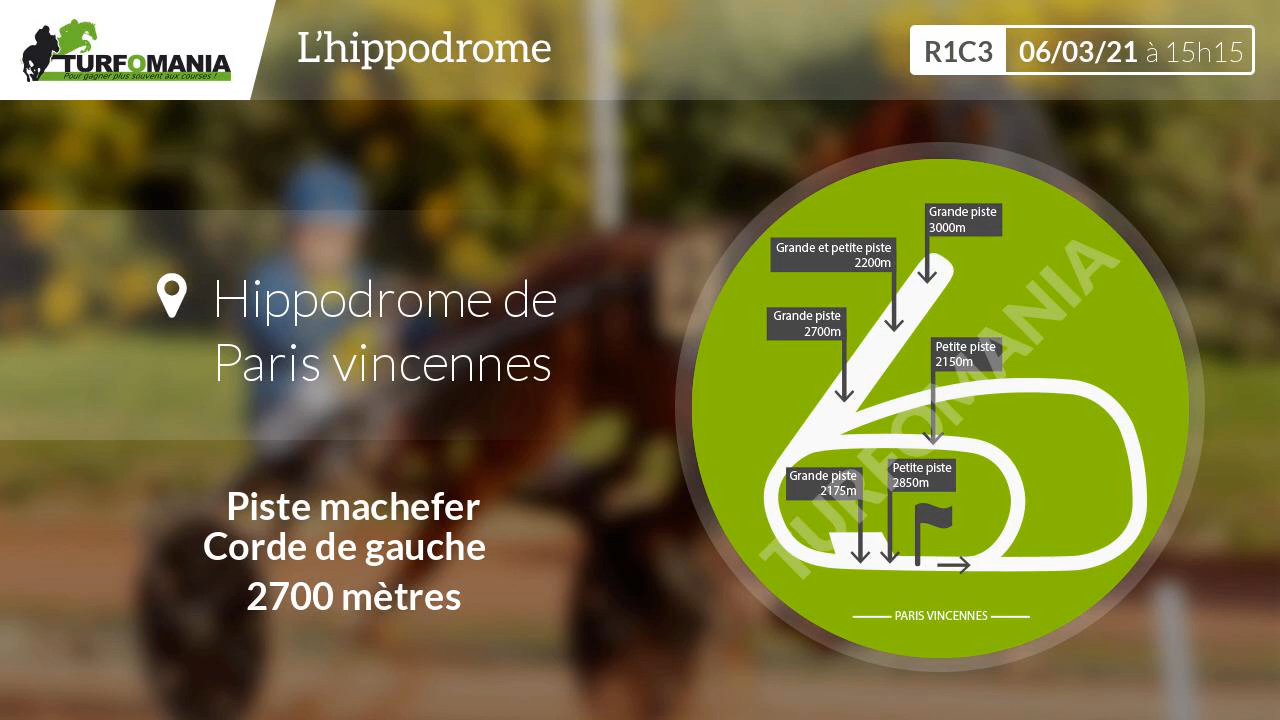 TURFOMANIA
Pour gagner plus souvent aux courses !
L'hippodrome
R1C3 06/03/21 à 15h15
Hippodrome de
Paris vincennes
Piste machefer
Corde de gauche
2700 mètres
Grande piste
3000m
Grande et petite piste
2200m
Grande piste
2700m
Petite piste
2150m
Grande piste
2175m
Petite piste
2850m
TURFOMANIA
PARIS VINCENNES